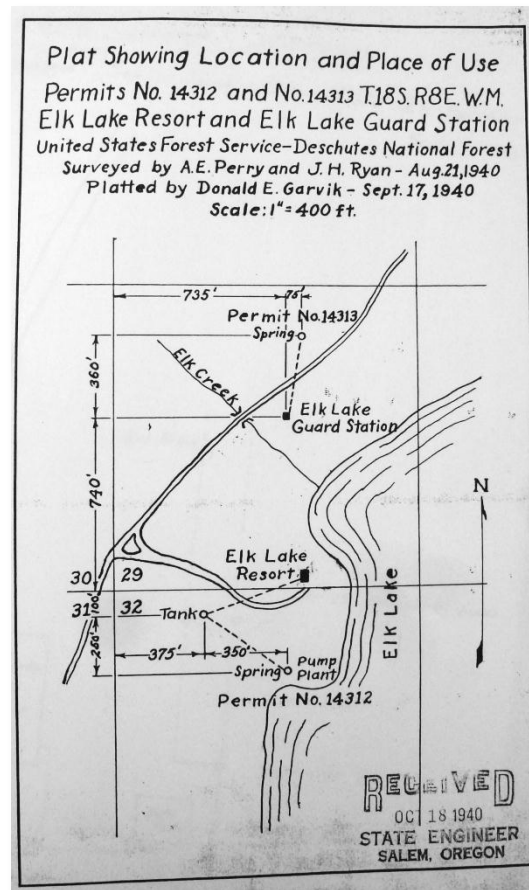 Plat Showing Location and Place of Use
Permits No. 14312 and No. 14313 T.18S. R8E. W.M.
Elk Lake Resort and Elk Lake Guard Station
United States Forest Service-Deschutes National Forest
Surveyed by A.E. Perry and J. H. Ryan - Aug. 21, 1940
Platted by Donald E. Garvik - Sept. 17, 1940
Scale: 1" = 400 ft.
735'
75'
Permit No. 14313
Spring
360'
Elk Creek
Elk Lake
Guard Station
740'
N
Elk Lake
Resort
30
29
31
32
100'
Tank
Elk Lake
260'
375'
350'
Spring
Pump
Plant
Permit No. 14312
RECEIVED
OCT 18 1940
STATE ENGINEER
SALEM, OREGON